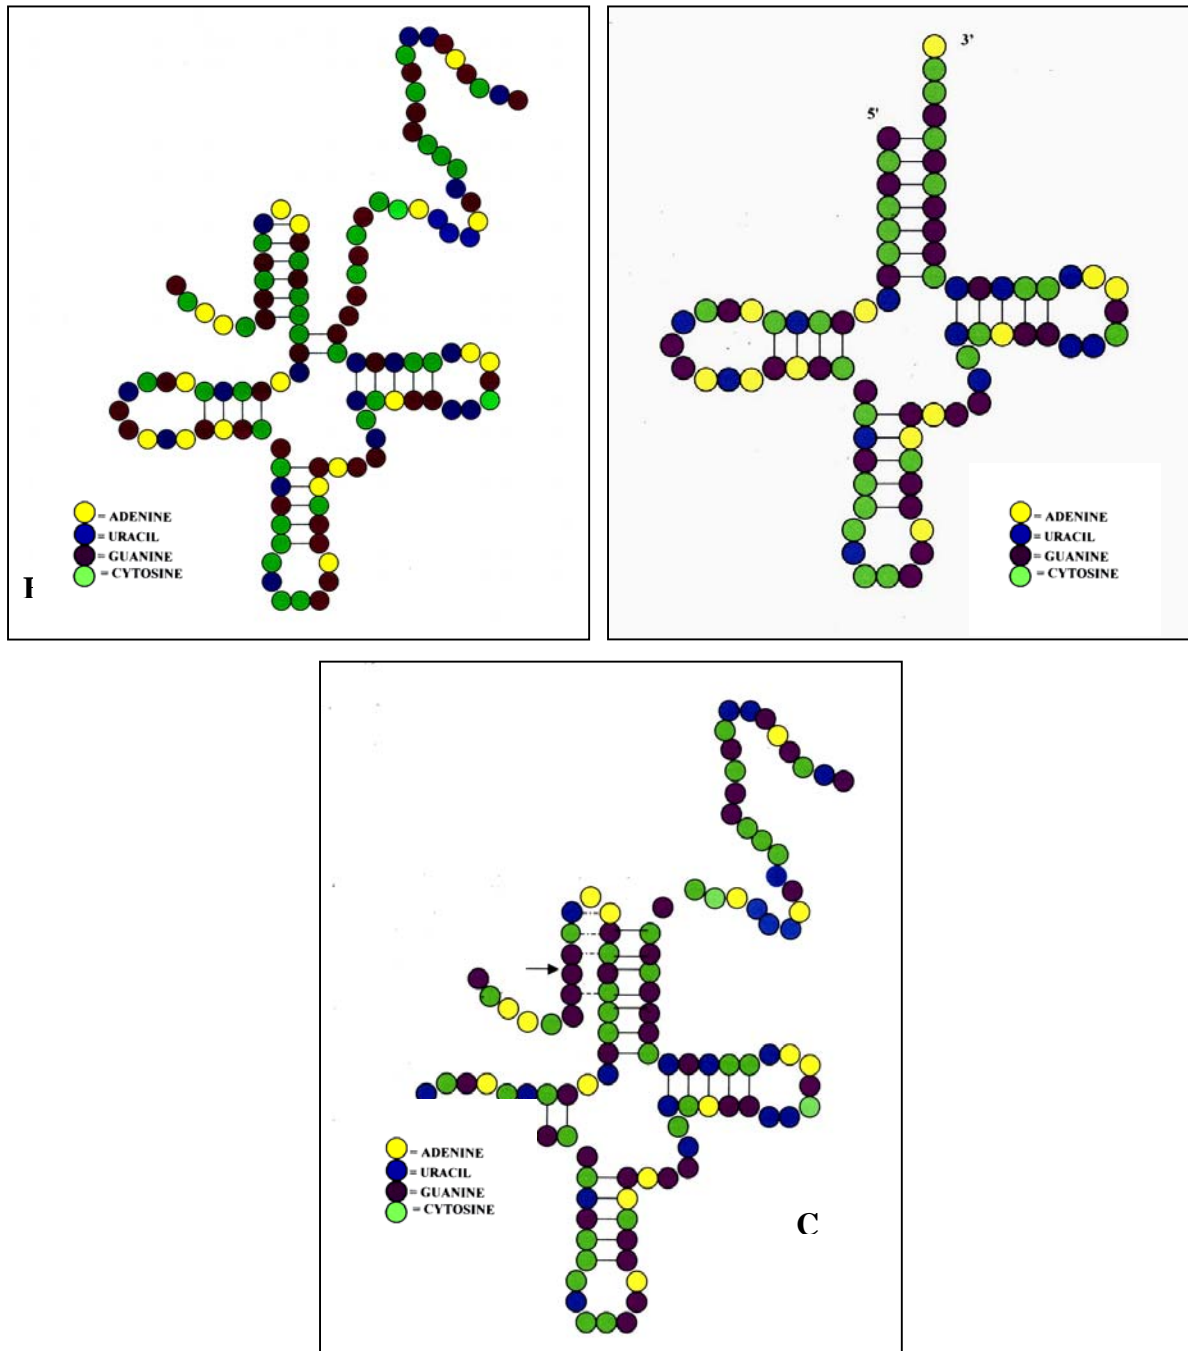 = ADENINE
= URACIL
= GUANINE
= CYTOSINE
3'
5'
= ADENINE
= URACIL
= GUANINE
= CYTOSINE
= ADENINE
= URACIL
= GUANINE
= CYTOSINE
C